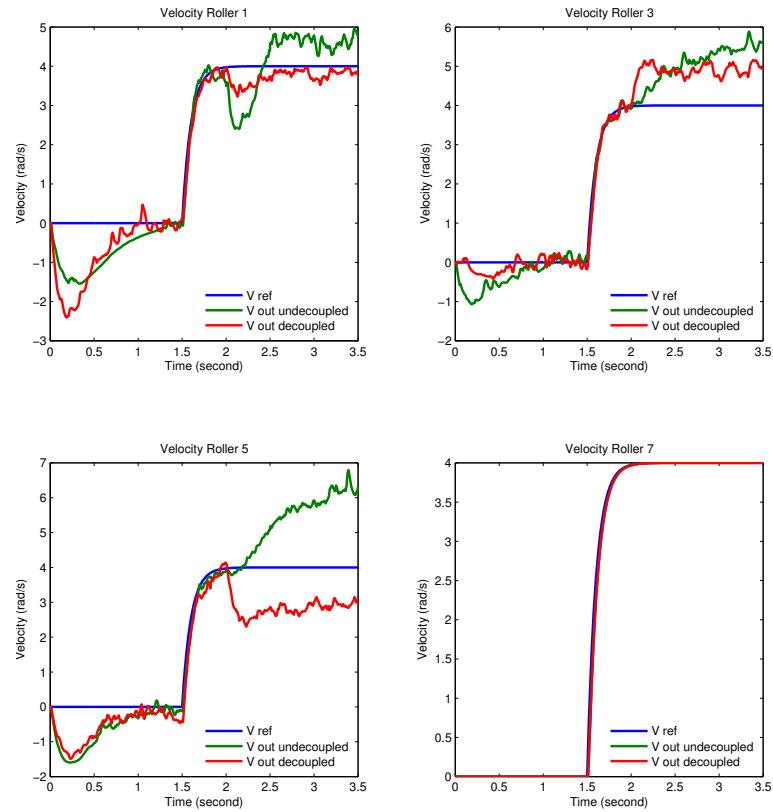 Velocity Roller 1
5
4
3
2
1
0
−1
−2
−3
Velocity (rad/s)
V ref
V out undecoupled
V out decoupled
0 0.5 1 1.5 2 2.5 3 3.5
Time (second)
Velocity Roller 3
6
5
4
3
2
1
0
−1
−2
Velocity (rad/s)
V ref
V out undecoupled
V out decoupled
0 0.5 1 1.5 2 2.5 3 3.5
Time (second)
Velocity Roller 5
7
6
5
4
3
2
1
0
−1
−2
Velocity (rad/s)
V ref
V out undecoupled
V out decoupled
0 0.5 1 1.5 2 2.5 3 3.5
Time (second)
Velocity Roller 7
4
3.5
3
2.5
2
1.5
1
0.5
0
Velocity (rad/s)
V ref
V out undecoupled
V out decoupled
0 0.5 1 1.5 2 2.5 3 3.5
Time (second)